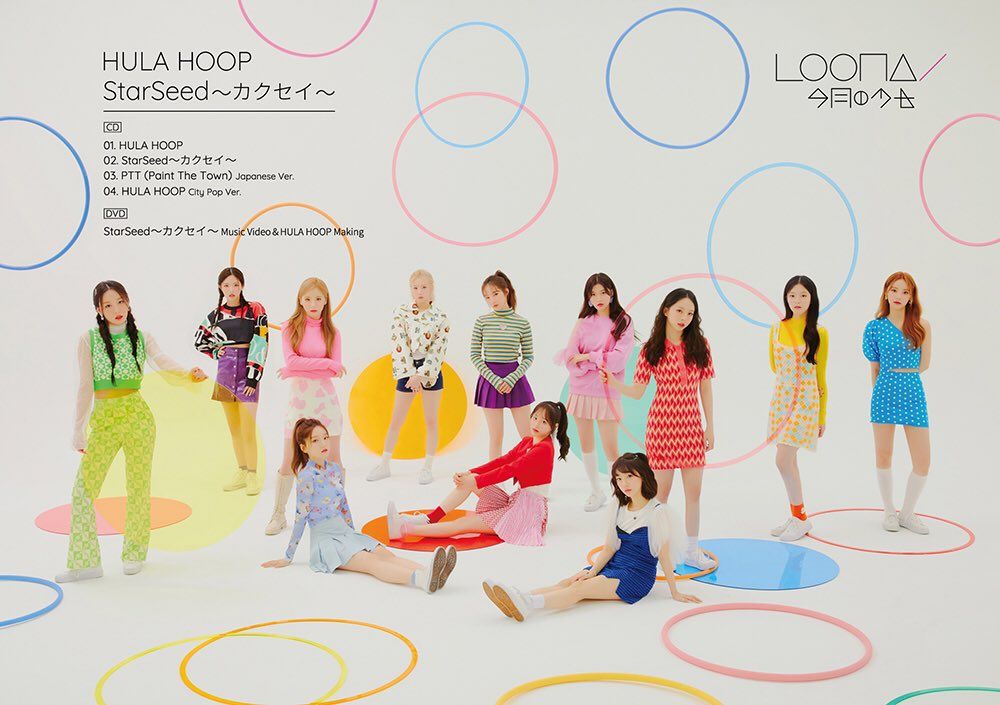 HULA HOOP
StarSeed～カクセイ～
CD
01. HULA HOOP
02. StarSeed～カクセイ～
03. PTT (Paint The Town) Japanese Ver.
04. HULA HOOP City Pop Ver.
DVD
StarSeed～カクセイ～ Music Video & HULA HOOP Making
LOOΠΔ/
今月の少女